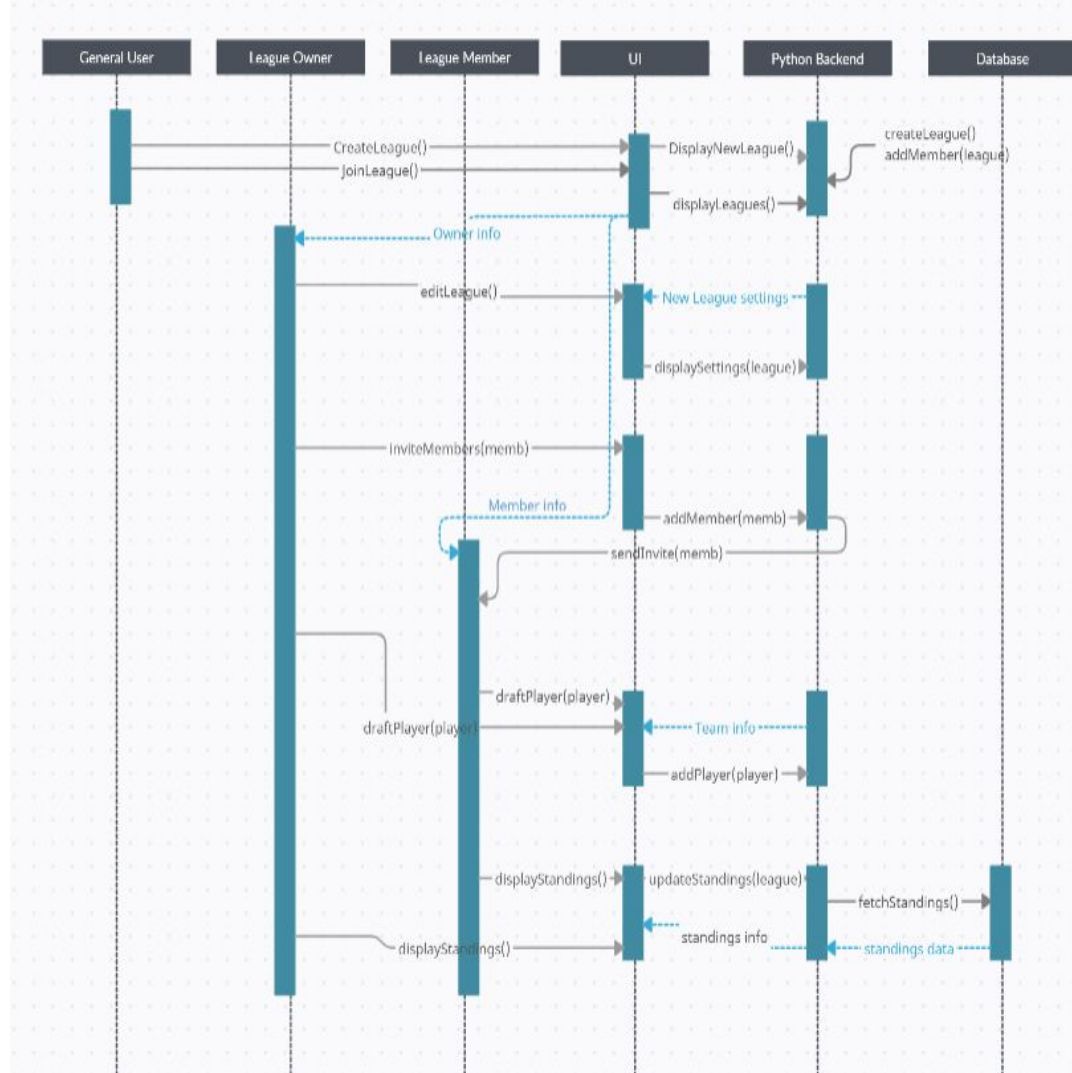 General User
League Owner
League Member
UI
Python Backend
Database
CreateLeague()
DisplayNewLeague()
createLeague()
addMember(league)
JoinLeague()
displayLeagues()
Owner info
editLeague()
New League settings
displaySettings(league)
InviteMembers(memb)
Member info
addMember(memb)
sendInvite(memb)
draftPlayer(player)
draftPlayer(player)
Team info
addPlayer(player)
displayStandings()
updateStandings(league)
fetchStandings()
standings info
displayStandings()
standings data